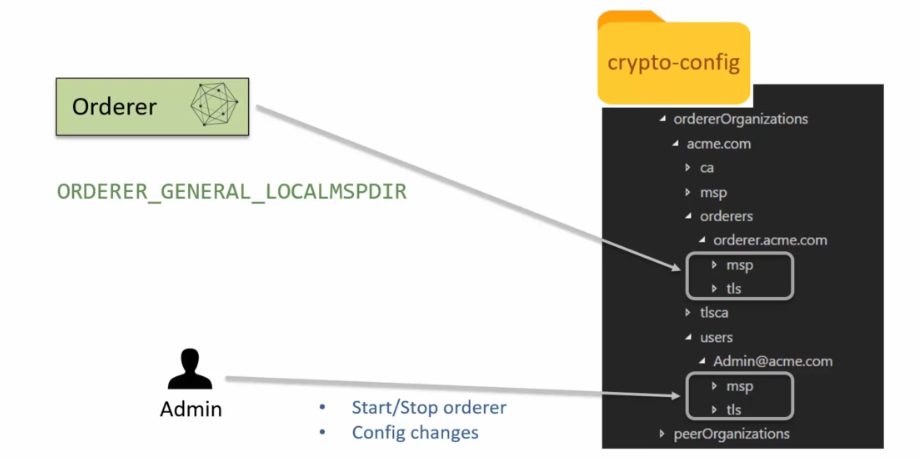 crypto-config
Orderer
ORDERER_GENERAL_LOCALMSPDIR
ordererOrganizations
acme.com
ca
msp
orderers
orderer.acme.com
msp
tls
tlsca
users
Admin@acme.com
msp
tls
peerOrganizations
Admin
• Start/Stop orderer
• Config changes